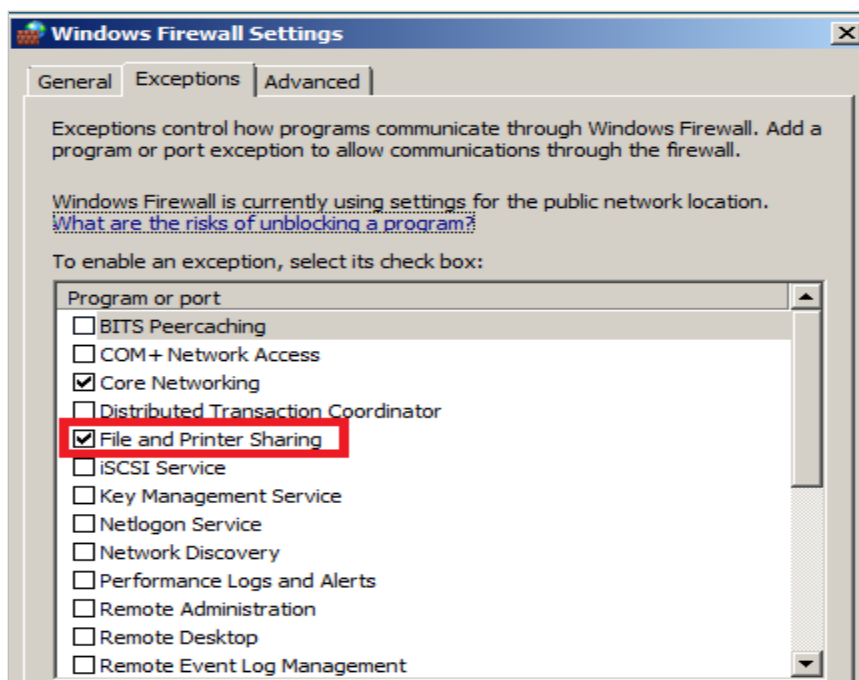 Windows Firewall Settings
General Exceptions Advanced
Exceptions control how programs communicate through Windows Firewall. Add a
program or port exception to allow communications through the firewall.
Windows Firewall is currently using settings for the public network location.
What are the risks of unblocking a program?
To enable an exception, select its check box:
Program or port
BITS Peercaching
COM+ Network Access
Core Networking
Distributed Transaction Coordinator
File and Printer Sharing
iSCSI Service
Key Management Service
Netlogon Service
Network Discovery
Performance Logs and Alerts
Remote Administration
Remote Desktop
Remote Event Log Management